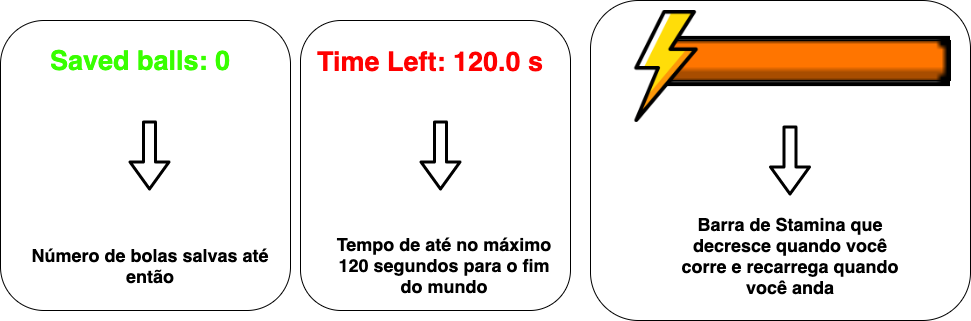 Saved balls: 0
Time Left: 120.0 s
Número de bolas salvas até
então
Tempo de até no máximo
120 segundos para o fim
do mundo
Barra de Stamina que
decresce quando você
corre e recarrega quando
você anda